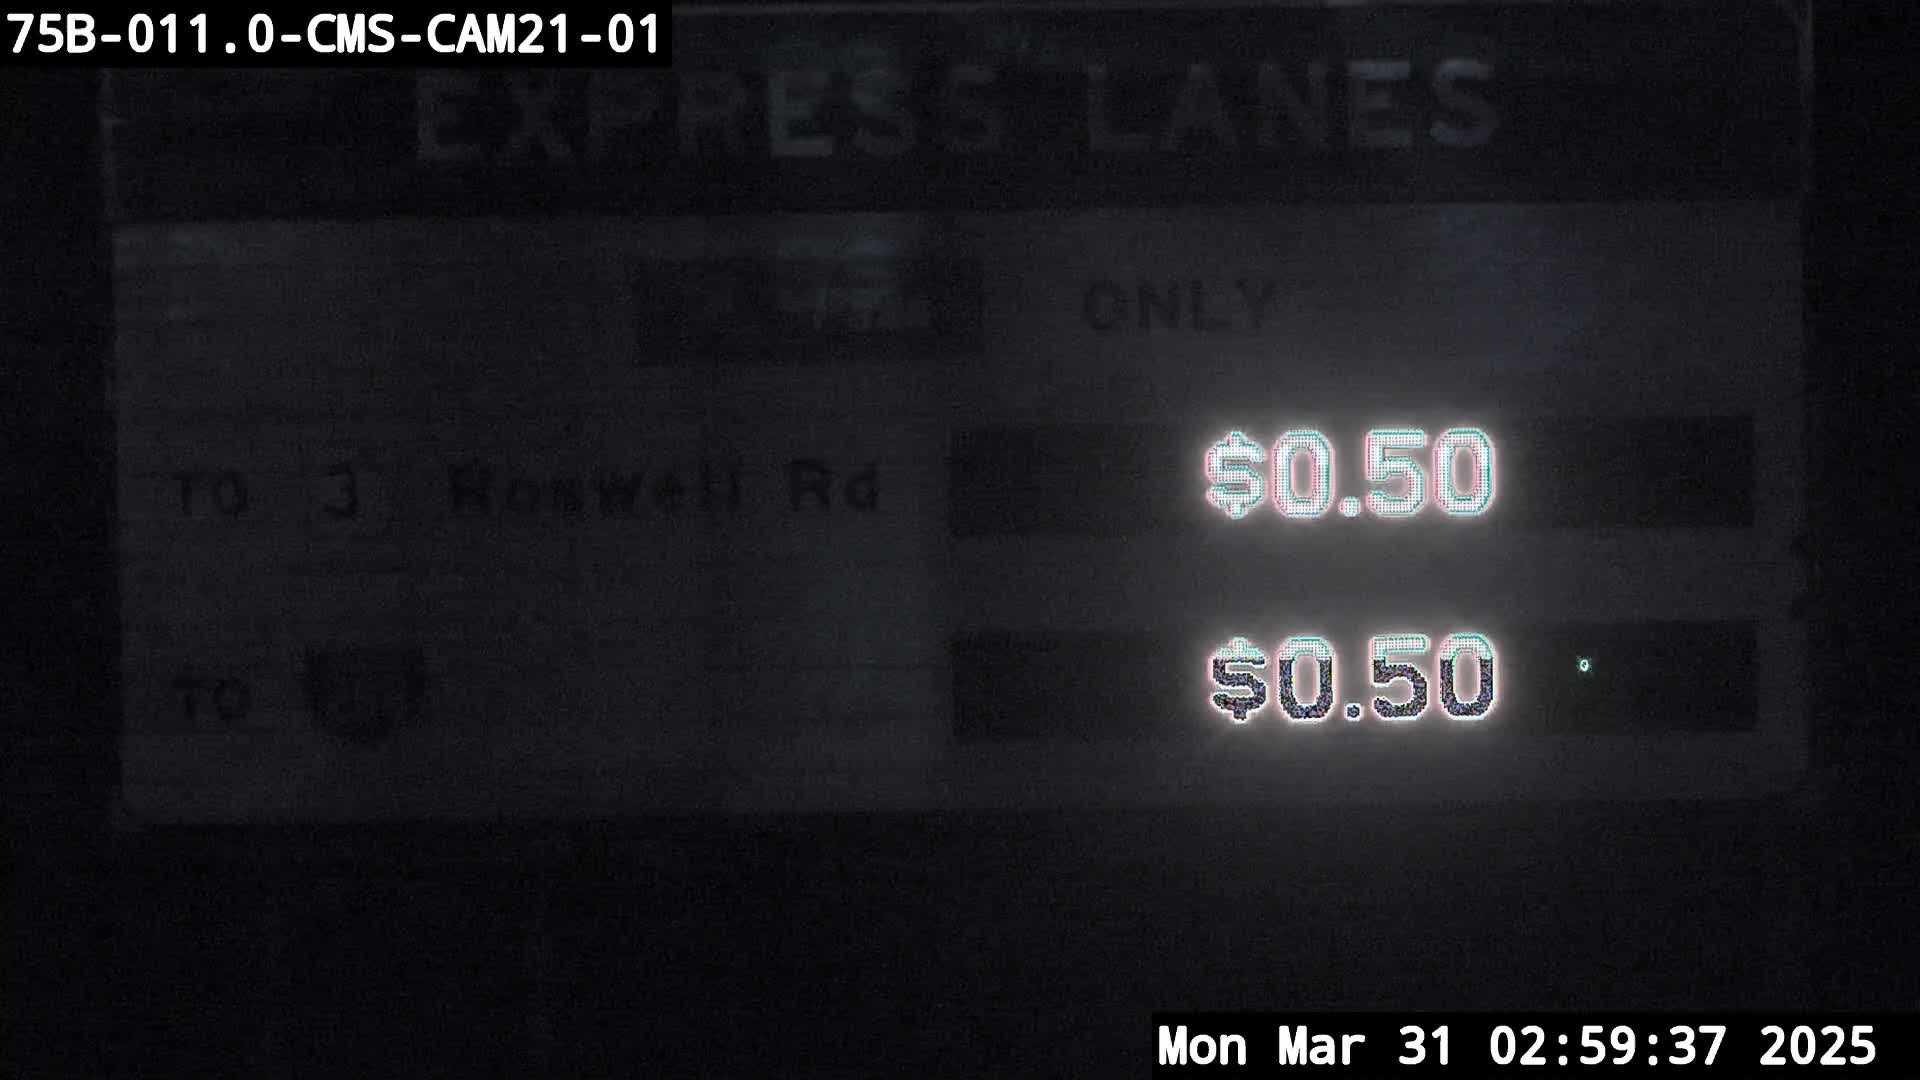 75B-011.0-CMS-CAM21-01
EXPRESS LANES
ONLY
TO 3 Roswell Rd $0.50
TO $0.50
Mon Mar 31 02:59:37 2025